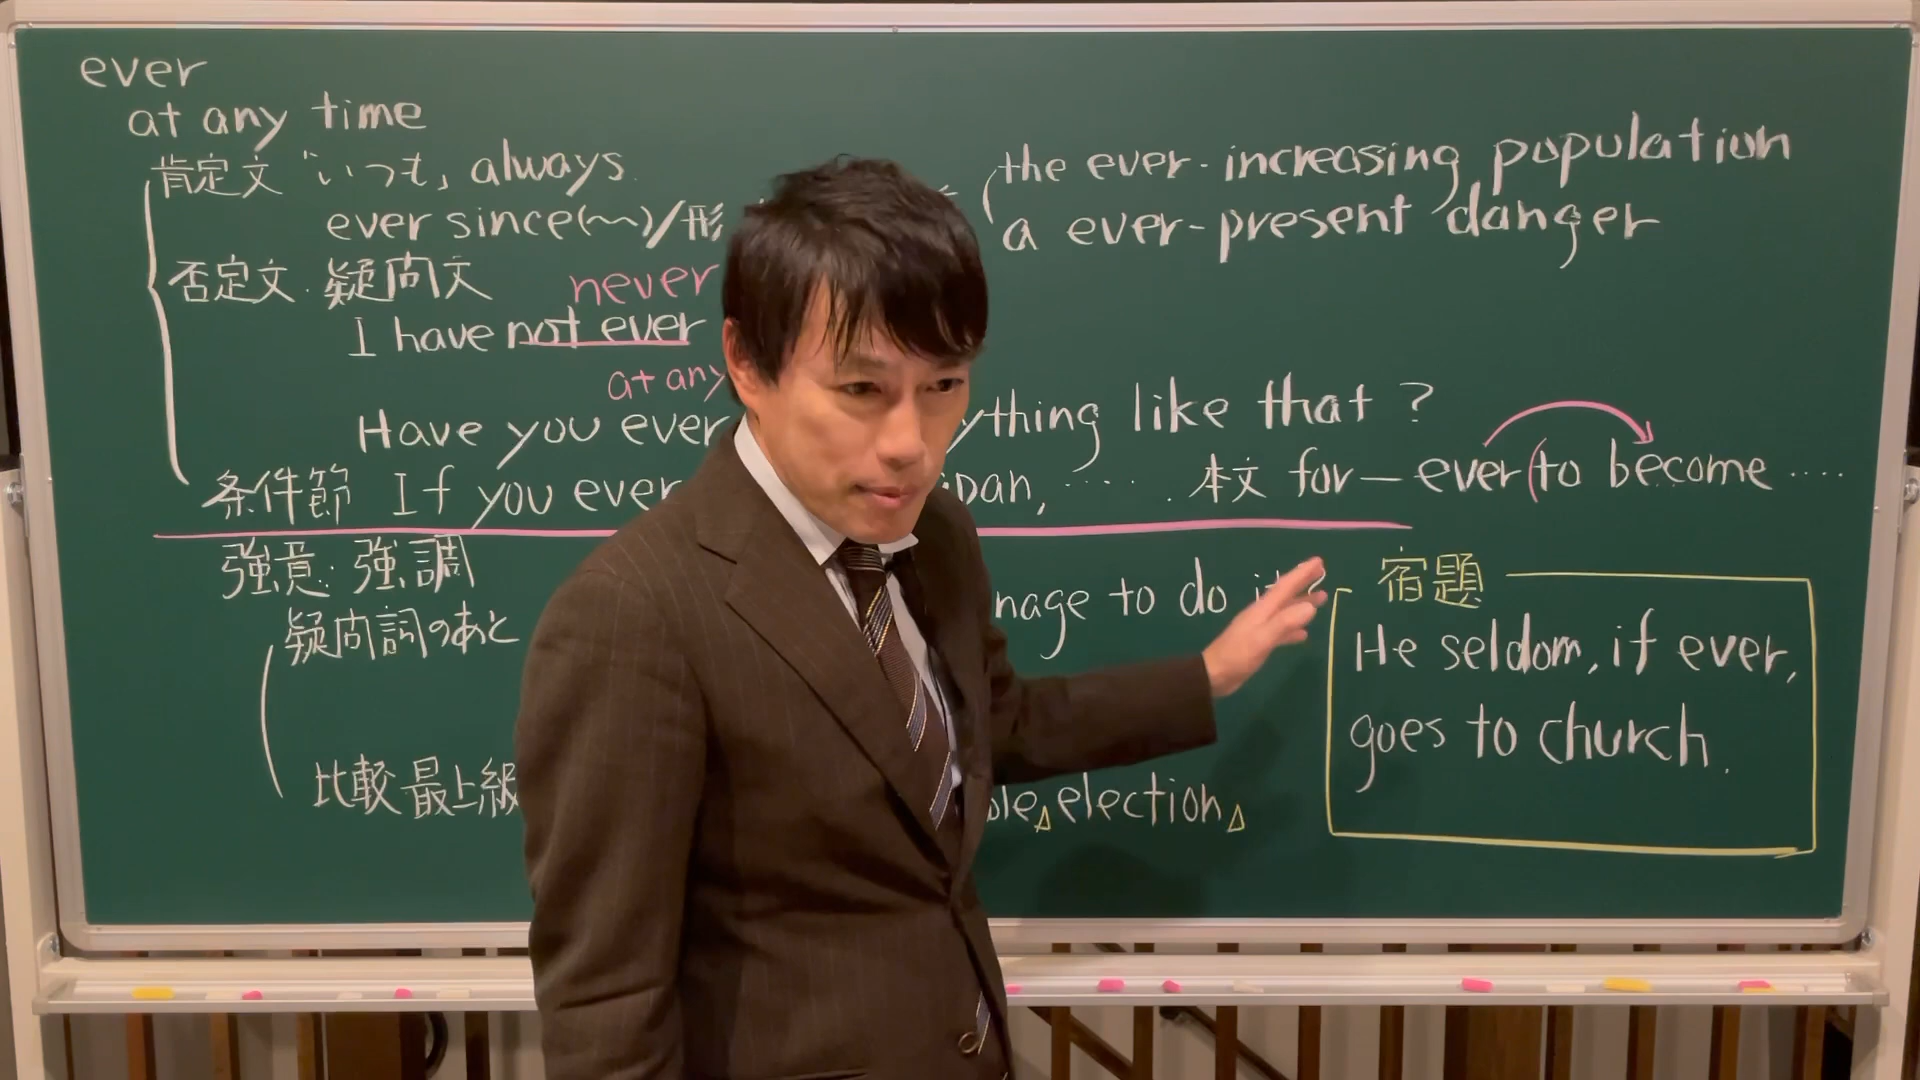 ever
at any time
肯定文「いつも」always
ever since(〜)/形
the ever-increasing population
a ever-present danger
否定文・疑問文 never
I have not ever
at any
Have you ever ything like that ?
条件節 If you ever pan, ‥‥‥
本文 for — ever (to become ‥‥
強意・強調
疑問詞のあと nage to do it?
比較・最上級 ble election
宿題
He seldom, if ever,
goes to church.